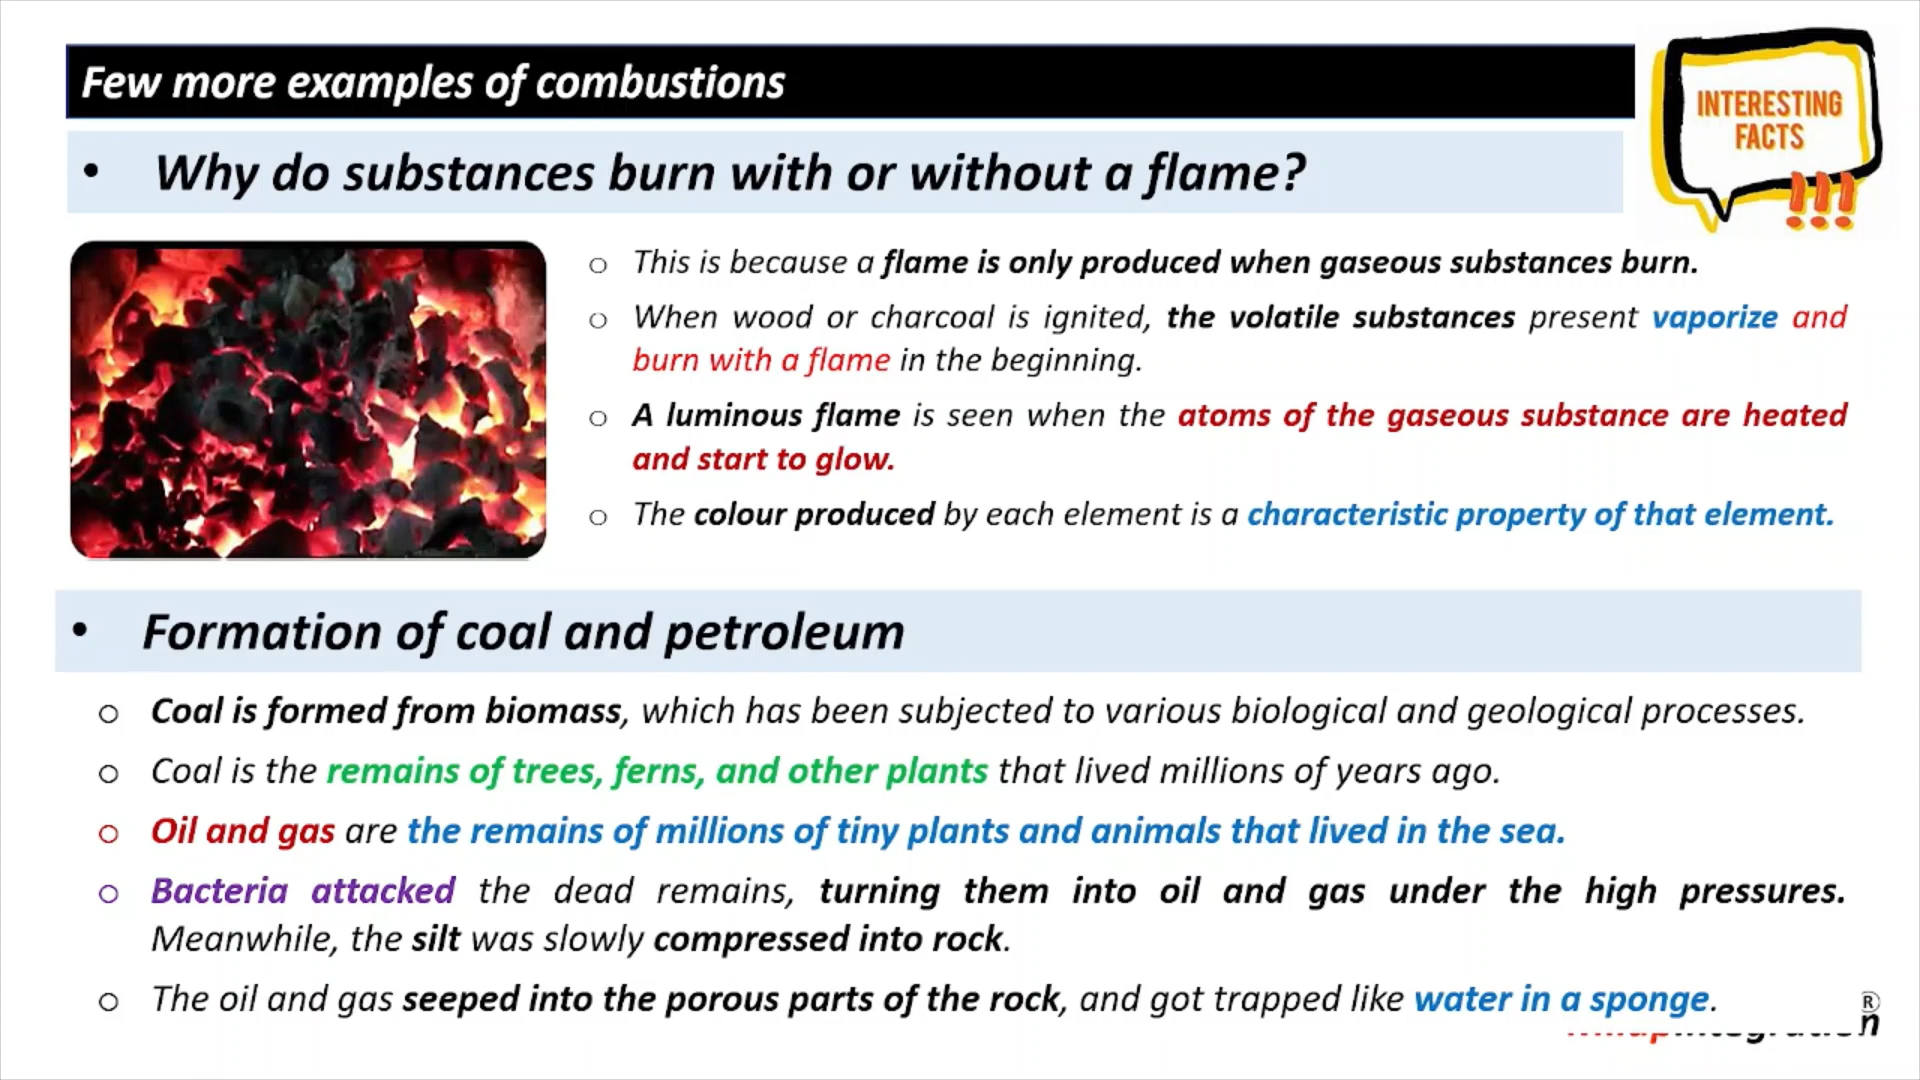 Few more examples of combustions
INTERESTING
FACTS
!!!
• Why do substances burn with or without a flame?
o This is because a flame is only produced when gaseous substances burn.
o When wood or charcoal is ignited, the volatile substances present vaporize and
burn with a flame in the beginning.
o A luminous flame is seen when the atoms of the gaseous substance are heated
and start to glow.
o The colour produced by each element is a characteristic property of that element.
• Formation of coal and petroleum
o Coal is formed from biomass, which has been subjected to various biological and geological processes.
o Coal is the remains of trees, ferns, and other plants that lived millions of years ago.
o Oil and gas are the remains of millions of tiny plants and animals that lived in the sea.
o Bacteria attacked the dead remains, turning them into oil and gas under the high pressures.
Meanwhile, the silt was slowly compressed into rock.
o The oil and gas seeped into the porous parts of the rock, and got trapped like water in a sponge.
®